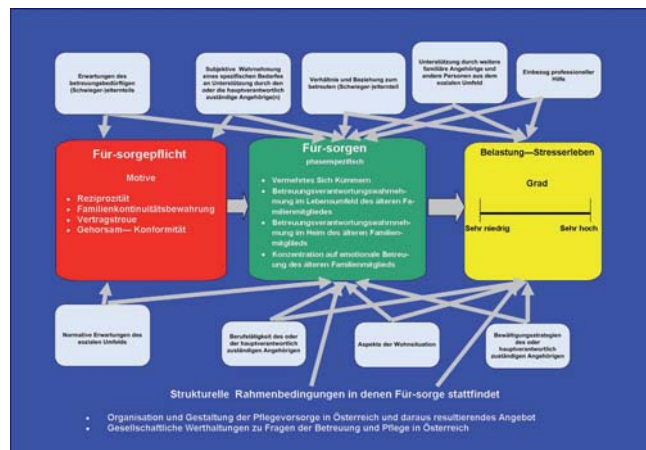 Erwartungen des
betreuungsbedürftigen
(Schwieger-)elternteils
Subjektive Wahrnehmung
eines spezifischen Bedarfes
an Unterstützung durch den
oder die hauptverantwortlich
zuständige Angehörige(n)
Verhältnis und Beziehung zum
betreuten (Schwieger-)elternteil
Unterstützung durch weitere
familiäre Angehörige und
andere Personen aus dem
sozialen Umfeld
Einbezug professioneller
Hilfe
Für-sorgepflicht
Motive
• Reziprozität
• Familienkontinuitätsbewahrung
• Vertragstreue
• Gehorsam— Konformität
Für-sorgen
phasenspezifisch
• Vermehrtes Sich Kümmern
• Betreuungsverantwortungswahrneh-
mung im Lebensumfeld des älteren Fa-
milienmitgliedes
• Betreuungsverantwortungswahrnneh-
mung im Heim des älteren Familien-
mitglieds
• Konzentration auf emotionale Betreu-
ung des älteren Familienmitglieds
Belastung—Stresserleben
Grad
Sehr niedrig
Sehr hoch
Normative Erwartungen des
sozialen Umfelds
Berufstätigkeit des oder
der hauptverantwortlich
zuständigen Angehörigen
Aspekte der Wohnsituation
Bewältigungsstrategien
des oder
hauptverantwortlich
zuständigen Angehörigen
Strukturelle Rahmenbedingungen in denen Für-sorge stattfindet
• Organisation und Gestaltung der Pflegevorsorge in Österreich und daraus resultierendes Angebot
• Gesellschaftliche Werthaltungen zu Fragen der Betreuung und Pflege in Österreich